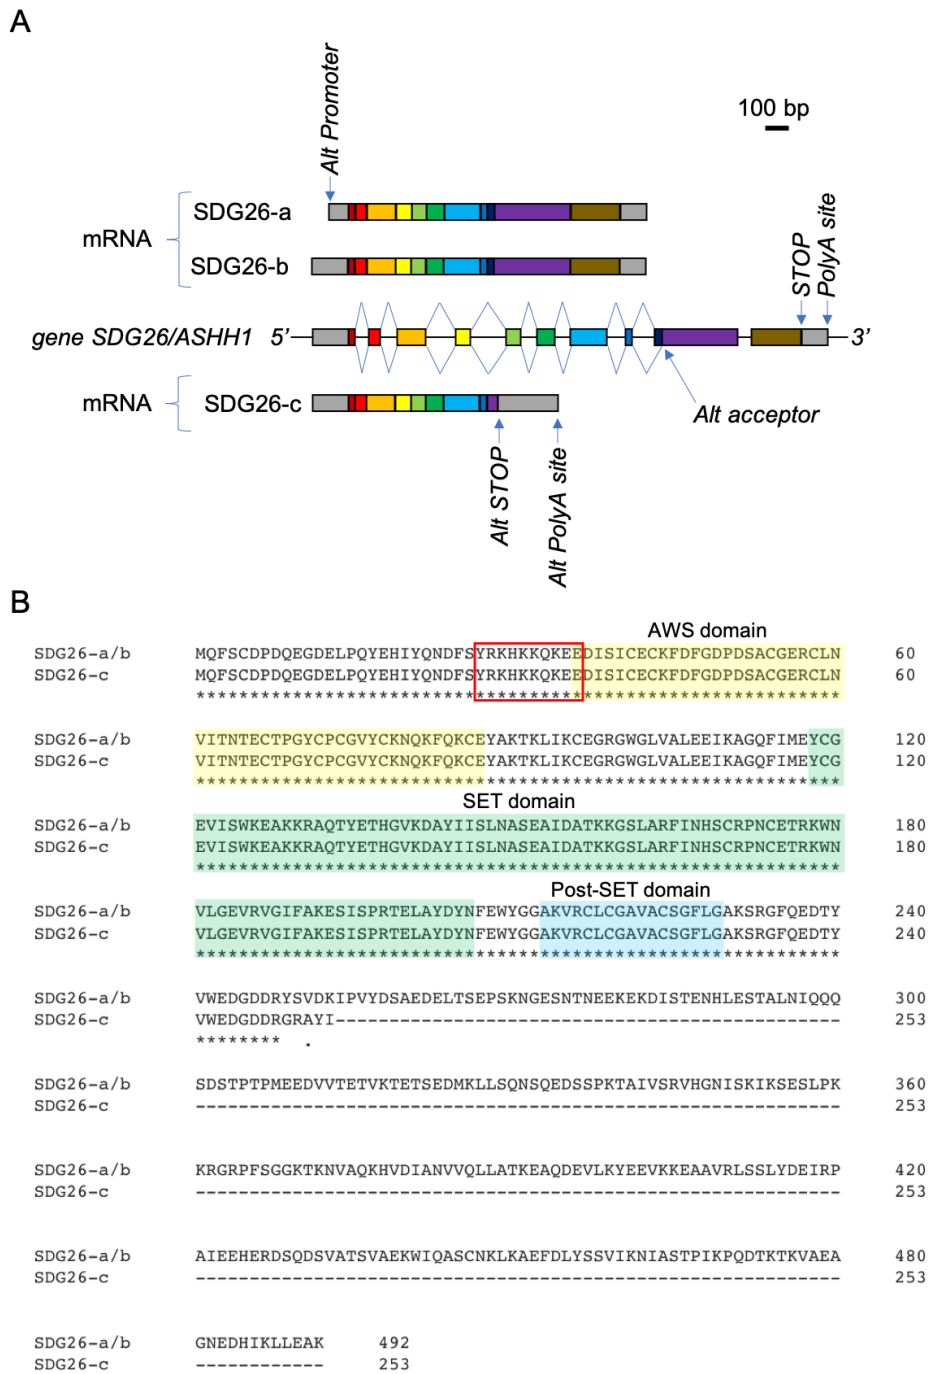 A
Alt Promoter
100 bp
SDG26-a
mRNA
SDG26-b
STOP
PolyA site
gene SDG26/ASHH1 5’ 3’
mRNA SDG26-c
Alt acceptor
Alt STOP
Alt PolyA site
B
AWS domain
SDG26-a/b MQFSCDPDQEGDELPQYEHIYQNDFSYRKHKKQKEEDISICECKFDFGDPDSACGERCLN 60
SDG26-c MQFSCDPDQEGDELPQYEHIYQNDFSYRKHKKQKEEDISICECKFDFGDPDSACGERCLN 60
************************************************************
SDG26-a/b VITNTECTPGYCPCGVYCKNQKFQKCEYAKTKLIKCEGRGWGLVALEEIKAGQFIMEYCG 120
SDG26-c VITNTECTPGYCPCGVYCKNQKFQKCEYAKTKLIKCEGRGWGLVALEEIKAGQFIMEYCG 120
************************************************************
SET domain
SDG26-a/b EVISWKEAKKRAQTYETHGVKDAYIISLNASEAIDATKKGSLARFINHSCRPNCETRKWN 180
SDG26-c EVISWKEAKKRAQTYETHGVKDAYIISLNASEAIDATKKGSLARFINHSCRPNCETRKWN 180
************************************************************
Post-SET domain
SDG26-a/b VLGEVRVGIFAKESISPRTELAYDYNFEWYGGAKVRCLCGAVACSGFLGAKSRGFQEDTY 240
SDG26-c VLGEVRVGIFAKESISPRTELAYDYNFEWYGGAKVRCLCGAVACSGFLGAKSRGFQEDTY 240
************************************************************
SDG26-a/b VWEDGDDRYSVDKIPVYDSAEDELTSEPSKNGESNTNEEKEKDISTENHLESTALNIQQQ 300
SDG26-c VWEDGDDRGRAYI----------------------------------------------- 253
******** .
SDG26-a/b SDSTPTPMEEDVVTETVKTETSEDMKLLSQNSQEDSSPKTAIVSRVHGNISKIKSESLPK 360
SDG26-c ------------------------------------------------------------ 253
SDG26-a/b KRGRPFSGGKTKNVAQKHVDIANVVQLLATKEAQDEVLKYEEVKKEAAVRLSSLYDEIRP 420
SDG26-c ------------------------------------------------------------ 253
SDG26-a/b AIEEHERDSQDSVATSVAEKWIQASCNKLKAEFDLYSSVIKNIASTPIKPQDTKTKVAEA 480
SDG26-c ------------------------------------------------------------ 253
SDG26-a/b GNEDHIKLLEAK 492
SDG26-c ------------ 253